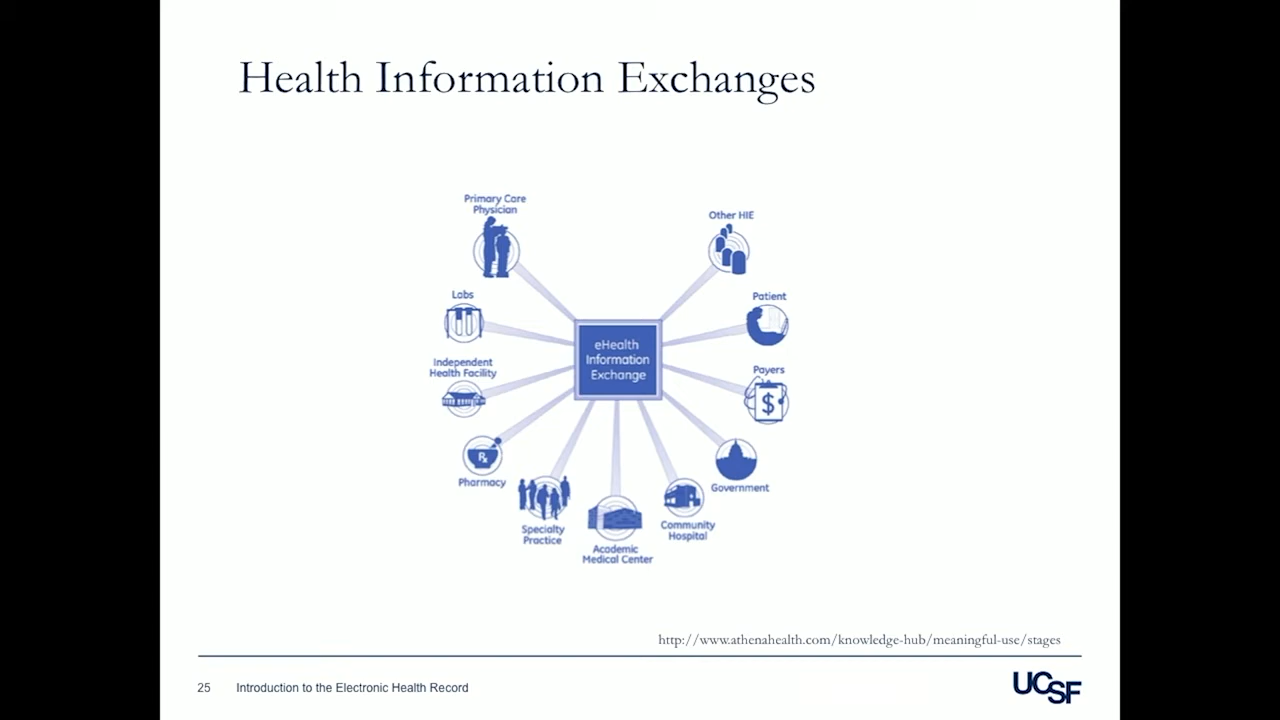 Health Information Exchanges
Primary Care
Physician
Other HIE
Labs
Patient
eHealth
Information
Exchange
Independent
Health Facility
Payers
$
Rx
Pharmacy
Government
Specialty
Practice
Community
Hospital
Academic
Medical Center
http://www.athenahealth.com/knowledge-hub/meaningful-use/stages
25 Introduction to the Electronic Health Record
UCSF